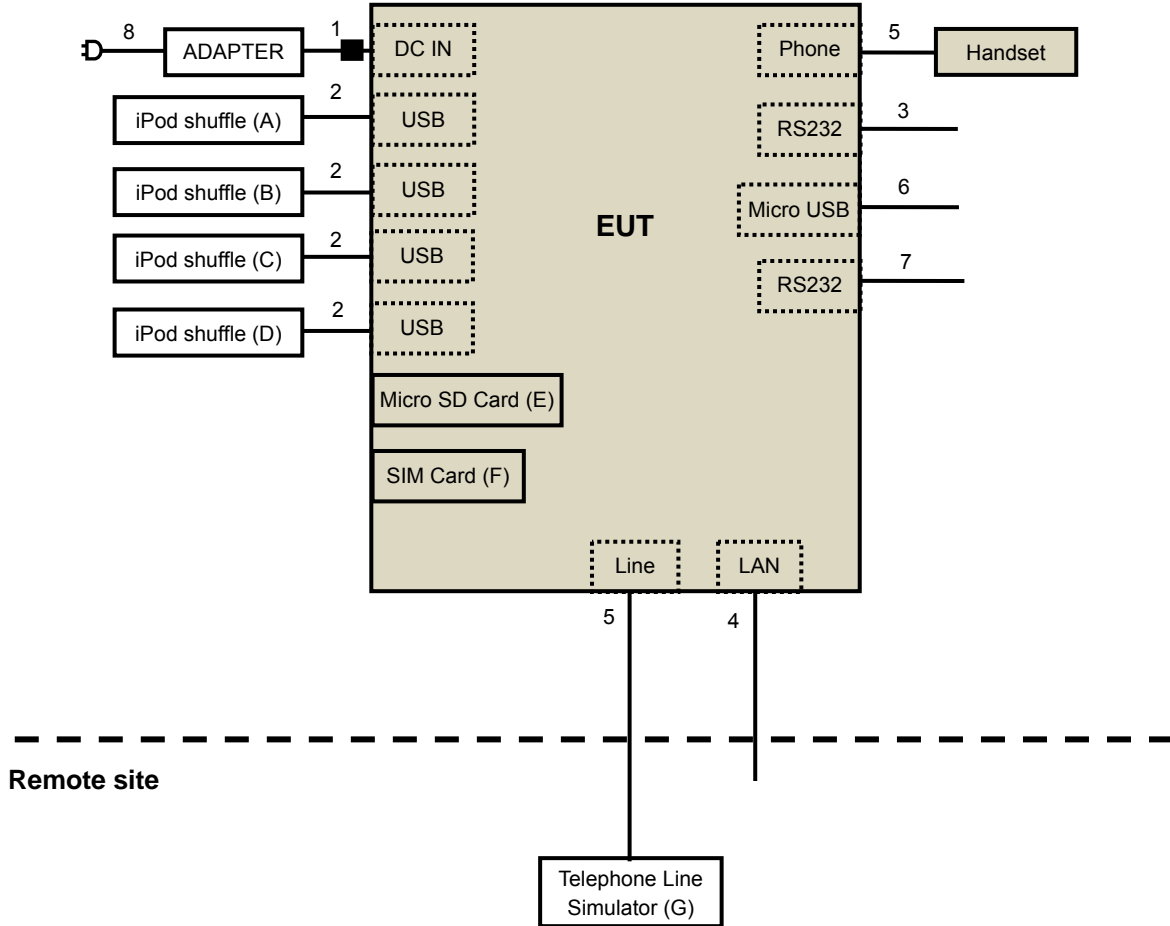 8
ADAPTER
1
DC IN
Phone
5
Handset
iPod shuffle (A)
2
USB
RS232
3
iPod shuffle (B)
2
USB
Micro USB
6
EUT
iPod shuffle (C)
2
USB
RS232
7
iPod shuffle (D)
2
USB
Micro SD Card (E)
SIM Card (F)
Line
LAN
5
4
Remote site
Telephone Line
Simulator (G)